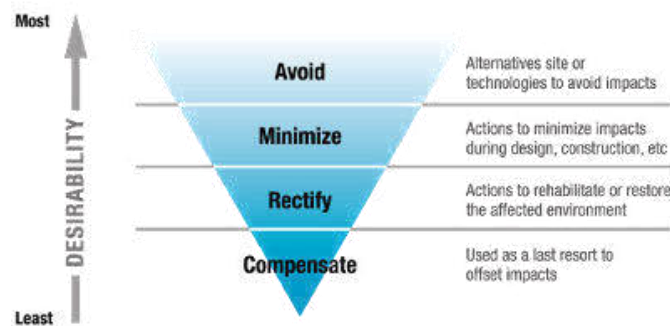 Most
Avoid
Alternatives site or
technologies to avoid impacts
Minimize
Actions to minimize impacts
during design, construction, etc
DESIRABILITY
Rectify
Actions to rehabilitate or restore
the affected environment
Compensate
Used as a last resort to
offset impacts
Least